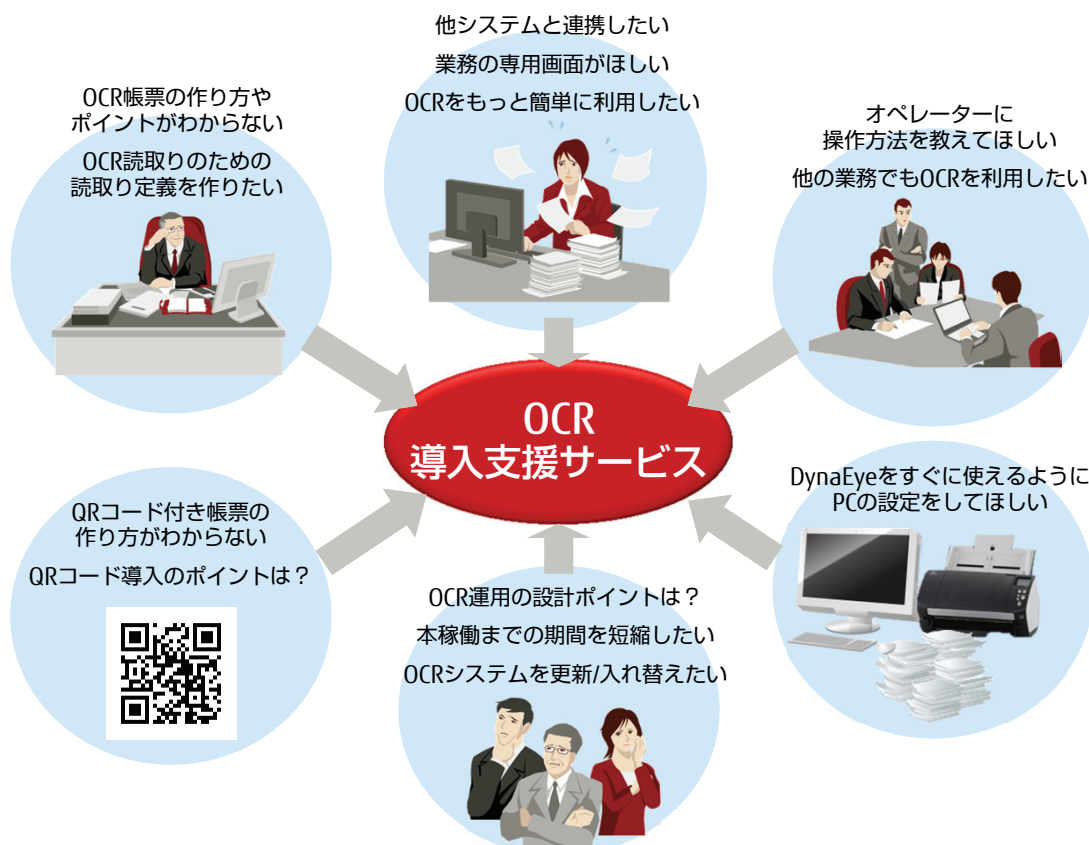 他システムと連携したい
業務の専用画面がほしい
OCRをもっと簡単に利用したい
OCR帳票の作り方や
ポイントがわからない
OCR読取りのための
読取り定義を作りたい
オペレーターに
操作方法を教えてほしい
他の業務でもOCRを利用したい
OCR
導入支援サービス
QRコード付き帳票の
作り方がわからない
QRコード導入のポイントは？
OCR運用の設計ポイントは？
本稼働までの期間を短縮したい
OCRシステムを更新/入れ替えたい
DynaEyeをすぐに使えるように
PCの設定をしてほしい